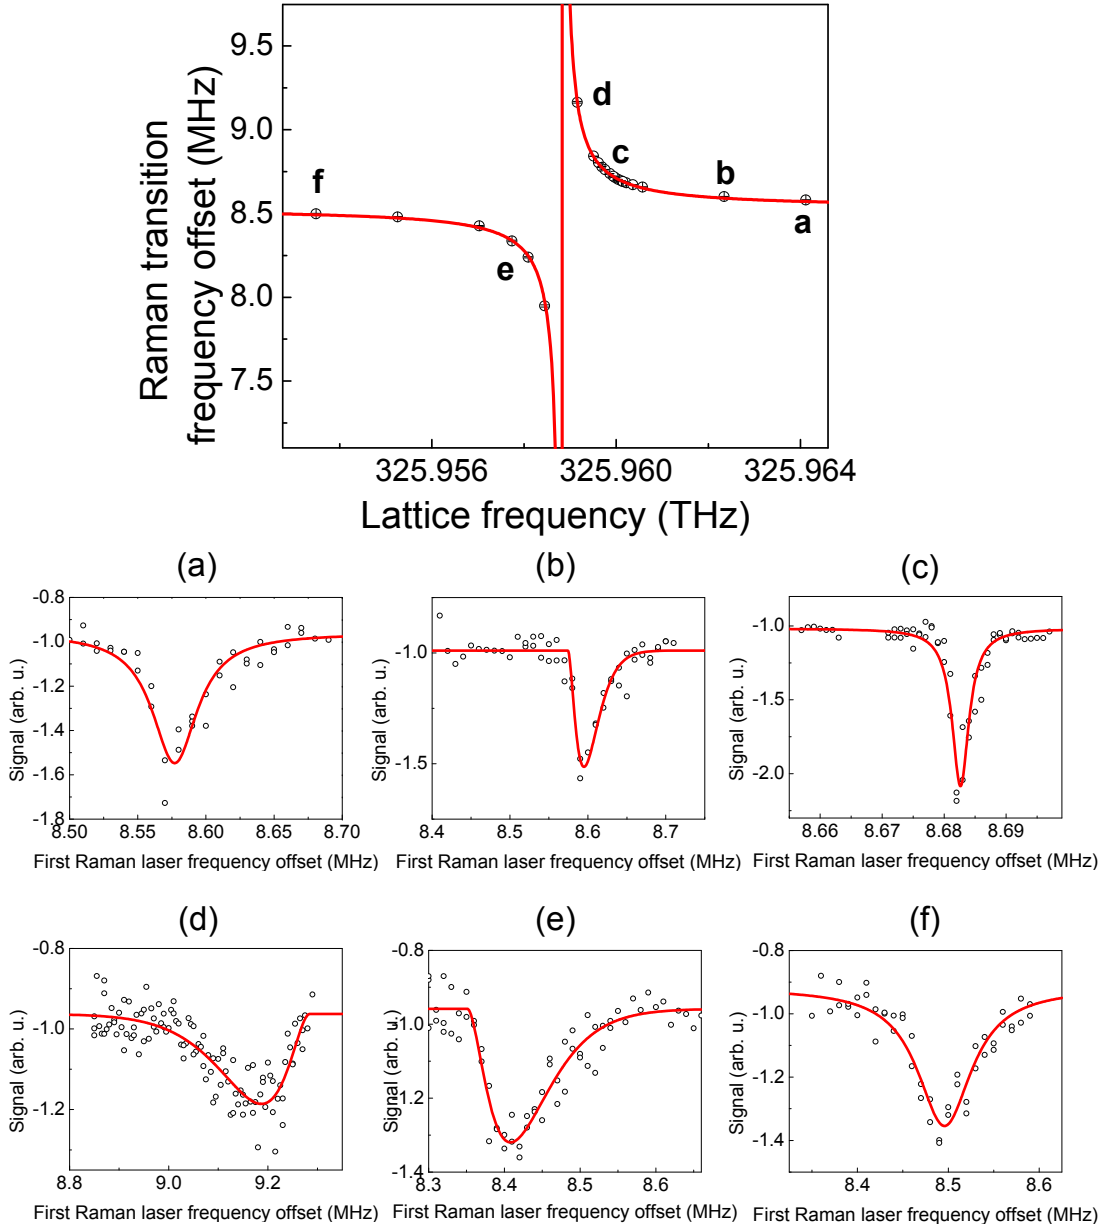 Raman transition
frequency offset (MHz)
9.5
9.0
8.5
8.0
7.5
d
c
b
f
a
e
325.956
325.960
325.964
Lattice frequency (THz)
(a)
(b)
(c)
Signal (arb. u.)
-0.8
-1.0
-1.2
-1.4
-1.6
-1.8
8.50
8.55
8.60
8.65
8.70
First Raman laser frequency offset (MHz)
Signal (arb. u.)
-1.0
-1.5
8.4
8.5
8.6
8.7
First Raman laser frequency offset (MHz)
Signal (arb. u.)
-1.0
-1.5
-2.0
8.66
8.67
8.68
8.69
First Raman laser frequency offset (MHz)
(d)
(e)
(f)
Signal (arb. u.)
-0.8
-1.0
-1.2
8.8
9.0
9.2
First Raman laser frequency offset (MHz)
Signal (arb. u.)
-0.8
-1.0
-1.2
-1.4
8.3
8.4
8.5
8.6
First Raman laser frequency offset (MHz)
Signal (arb. u.)
-0.8
-1.0
-1.2
-1.4
8.4
8.5
8.6
First Raman laser frequency offset (MHz)